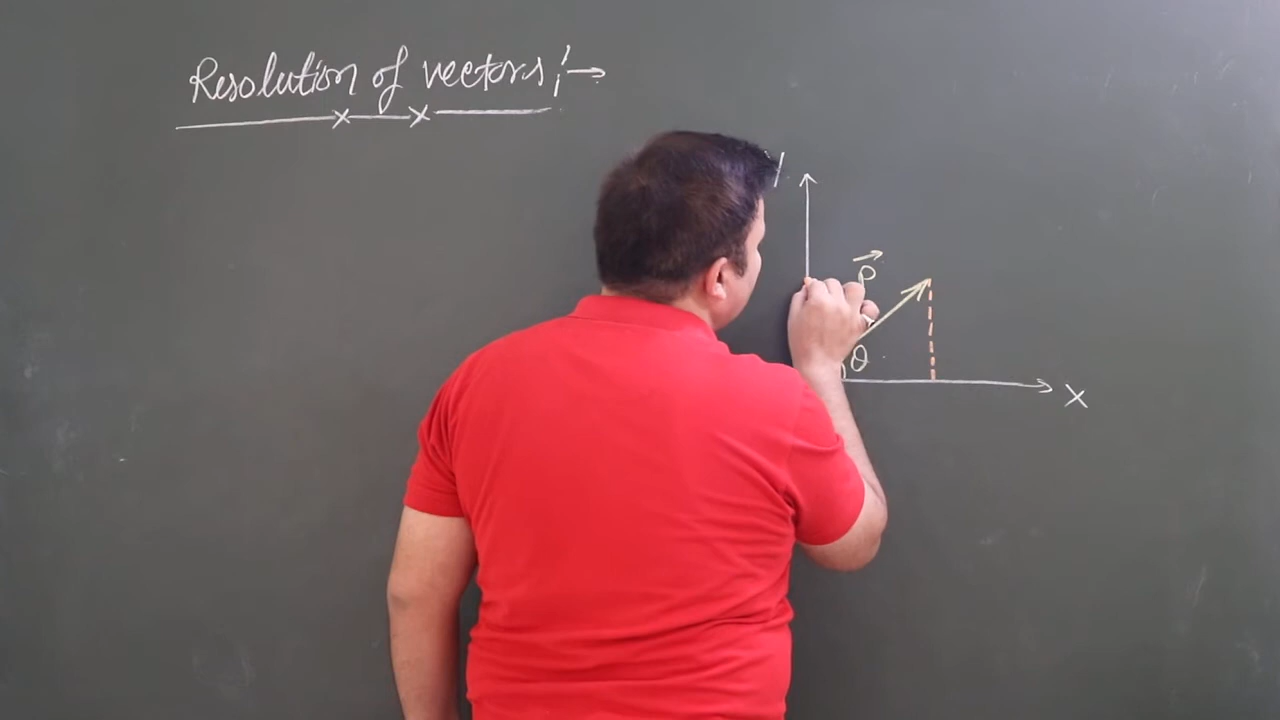 Resolution of vectors :→
P
θ
X